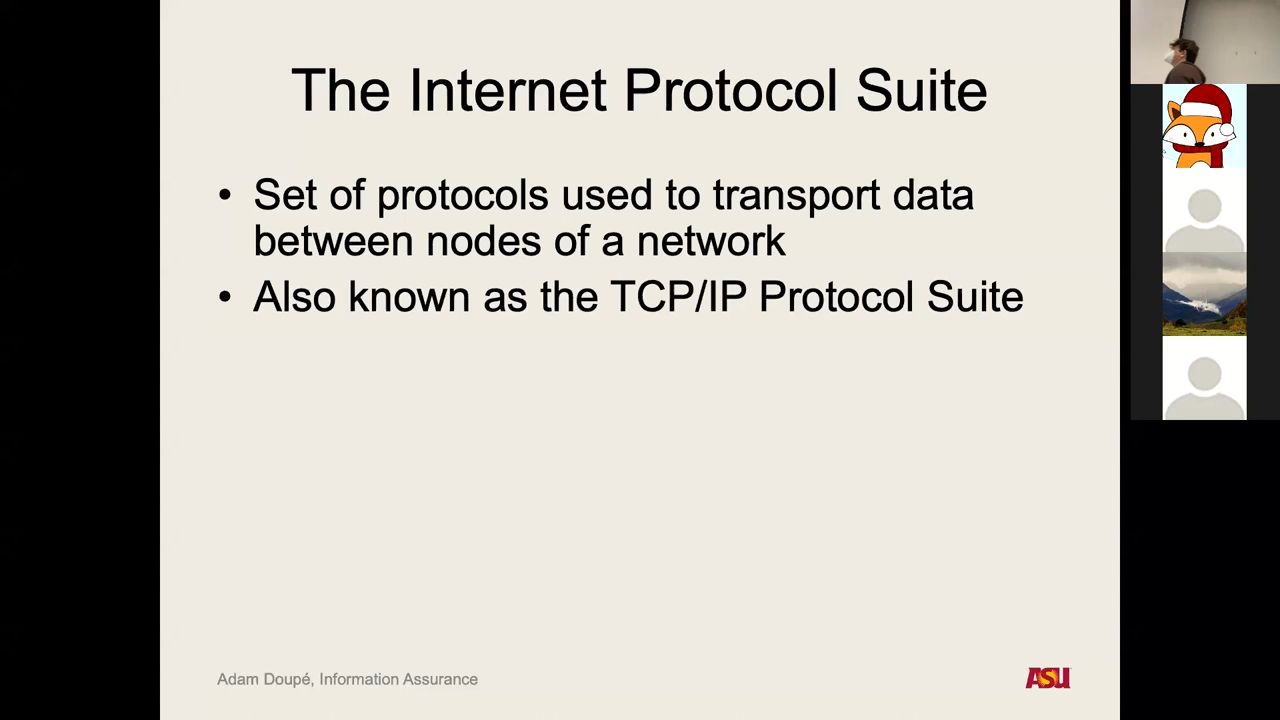 The Internet Protocol Suite
• Set of protocols used to transport data
between nodes of a network
• Also known as the TCP/IP Protocol Suite
Adam Doupé, Information Assurance
ASU